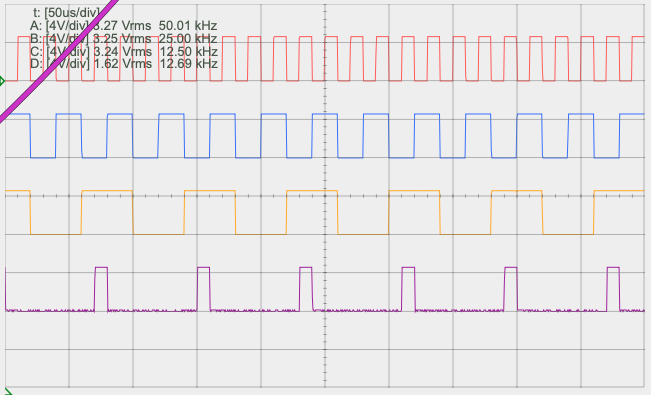 t: [50us/div]
A: [4V/div] 3.27 Vrms 50.01 kHz
B: [4V/div] 3.25 Vrms 25.00 kHz
C: [4V/div] 3.24 Vrms 12.50 kHz
D: [4V/div] 1.62 Vrms 12.69 kHz